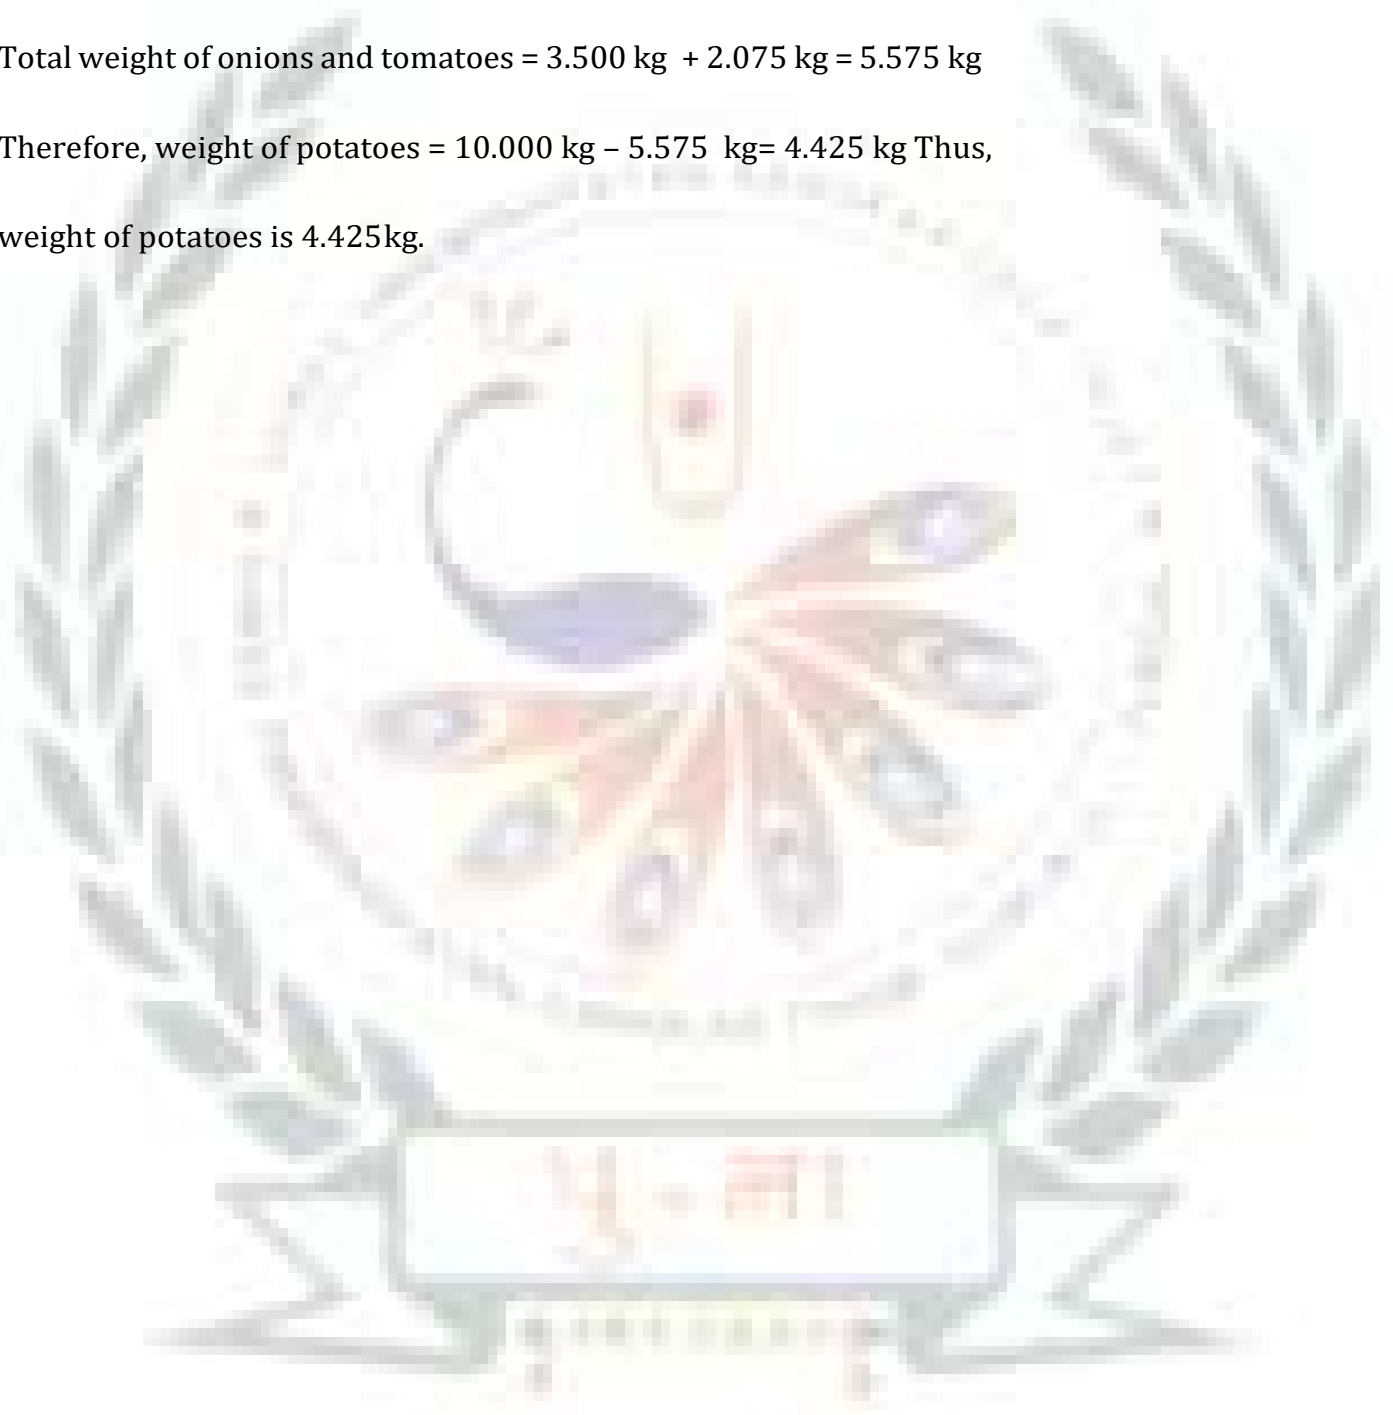 Total weight of onions and tomatoes = 3.500 kg + 2.075 kg = 5.575 kg
Therefore, weight of potatoes = 10.000 kg – 5.575 kg= 4.425 kg Thus,
weight of potatoes is 4.425kg.